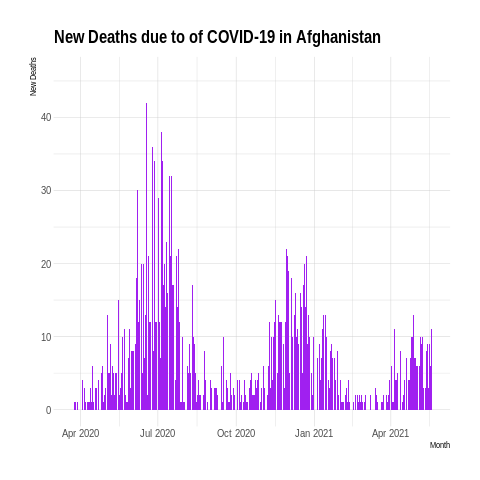 New Deaths due to of COVID-19 in Afghanistan
New Deaths
40
30
20
10
0
Apr 2020 Jul 2020 Oct 2020 Jan 2021 Apr 2021
Month